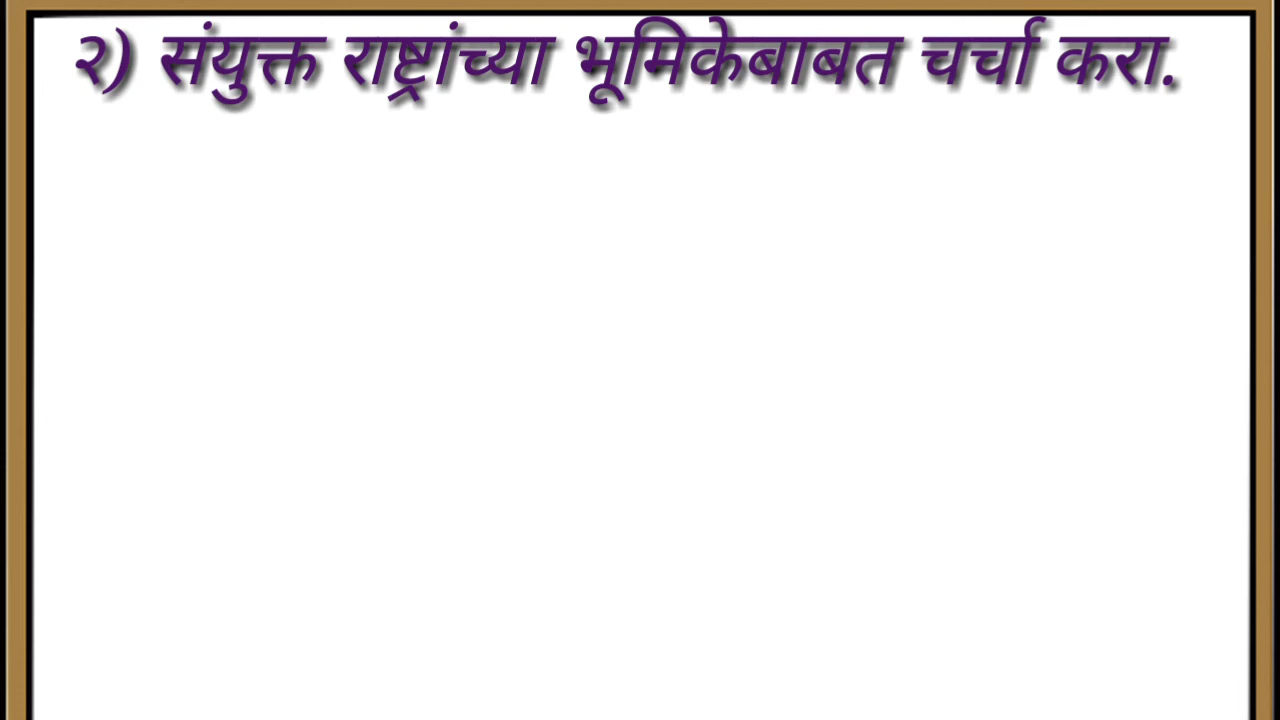 २) संयुक्त राष्ट्रांच्या भूमिकेबाबत चर्चा करा.